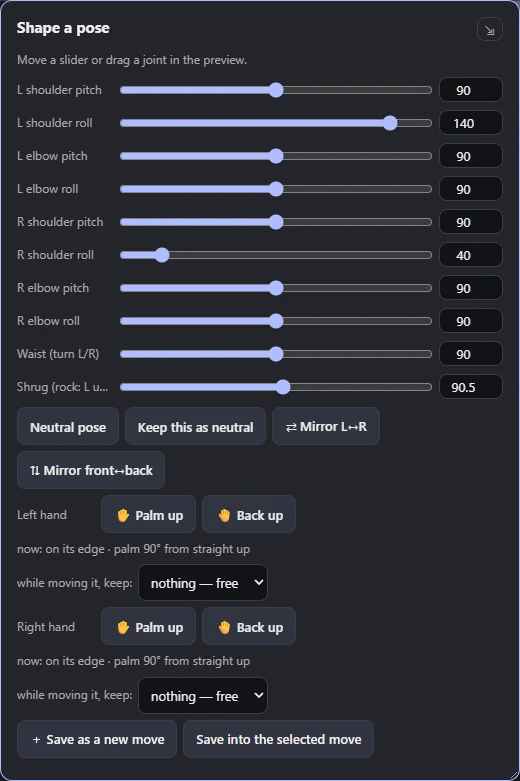 Shape a pose
Move a slider or drag a joint in the preview.
L shoulder pitch 90
L shoulder roll 140
L elbow pitch 90
L elbow roll 90
R shoulder pitch 90
R shoulder roll 40
R elbow pitch 90
R elbow roll 90
Waist (turn L/R) 90
Shrug (rock: L u... 90.5
Neutral pose Keep this as neutral ⇄ Mirror L↔R
⇅ Mirror front↔back
Left hand 🤚 Palm up 🤚 Back up
now: on its edge · palm 90° from straight up
while moving it, keep: nothing — free
Right hand 🤚 Palm up 🤚 Back up
now: on its edge · palm 90° from straight up
while moving it, keep: nothing — free
+ Save as a new move Save into the selected move